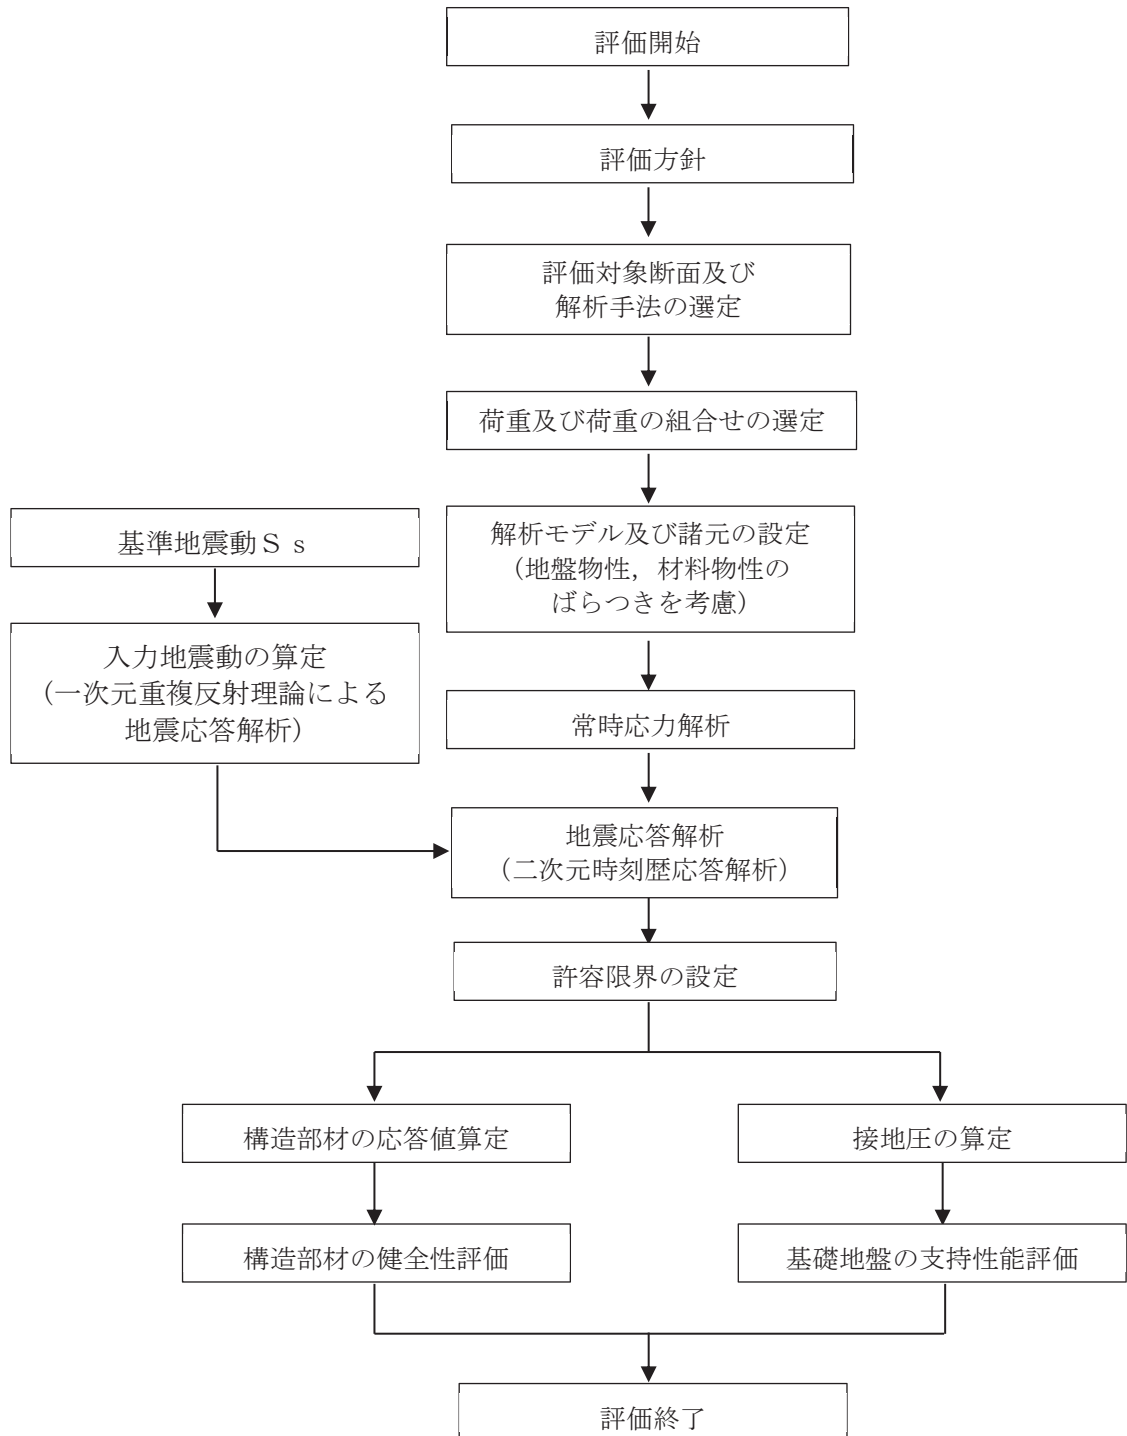 評価開始
評価方針
評価対象断面及び
解析手法の選定
荷重及び荷重の組合せの選定
基準地震動Ｓｓ
解析モデル及び諸元の設定
（地盤物性，材料物性の
ばらつきを考慮）
入力地震動の算定
（一次元重複反射理論による
地震応答解析）
常時応力解析
地震応答解析
（二次元時刻歴応答解析）
許容限界の設定
構造部材の応答値算定
接地圧の算定
構造部材の健全性評価
基礎地盤の支持性能評価
評価終了